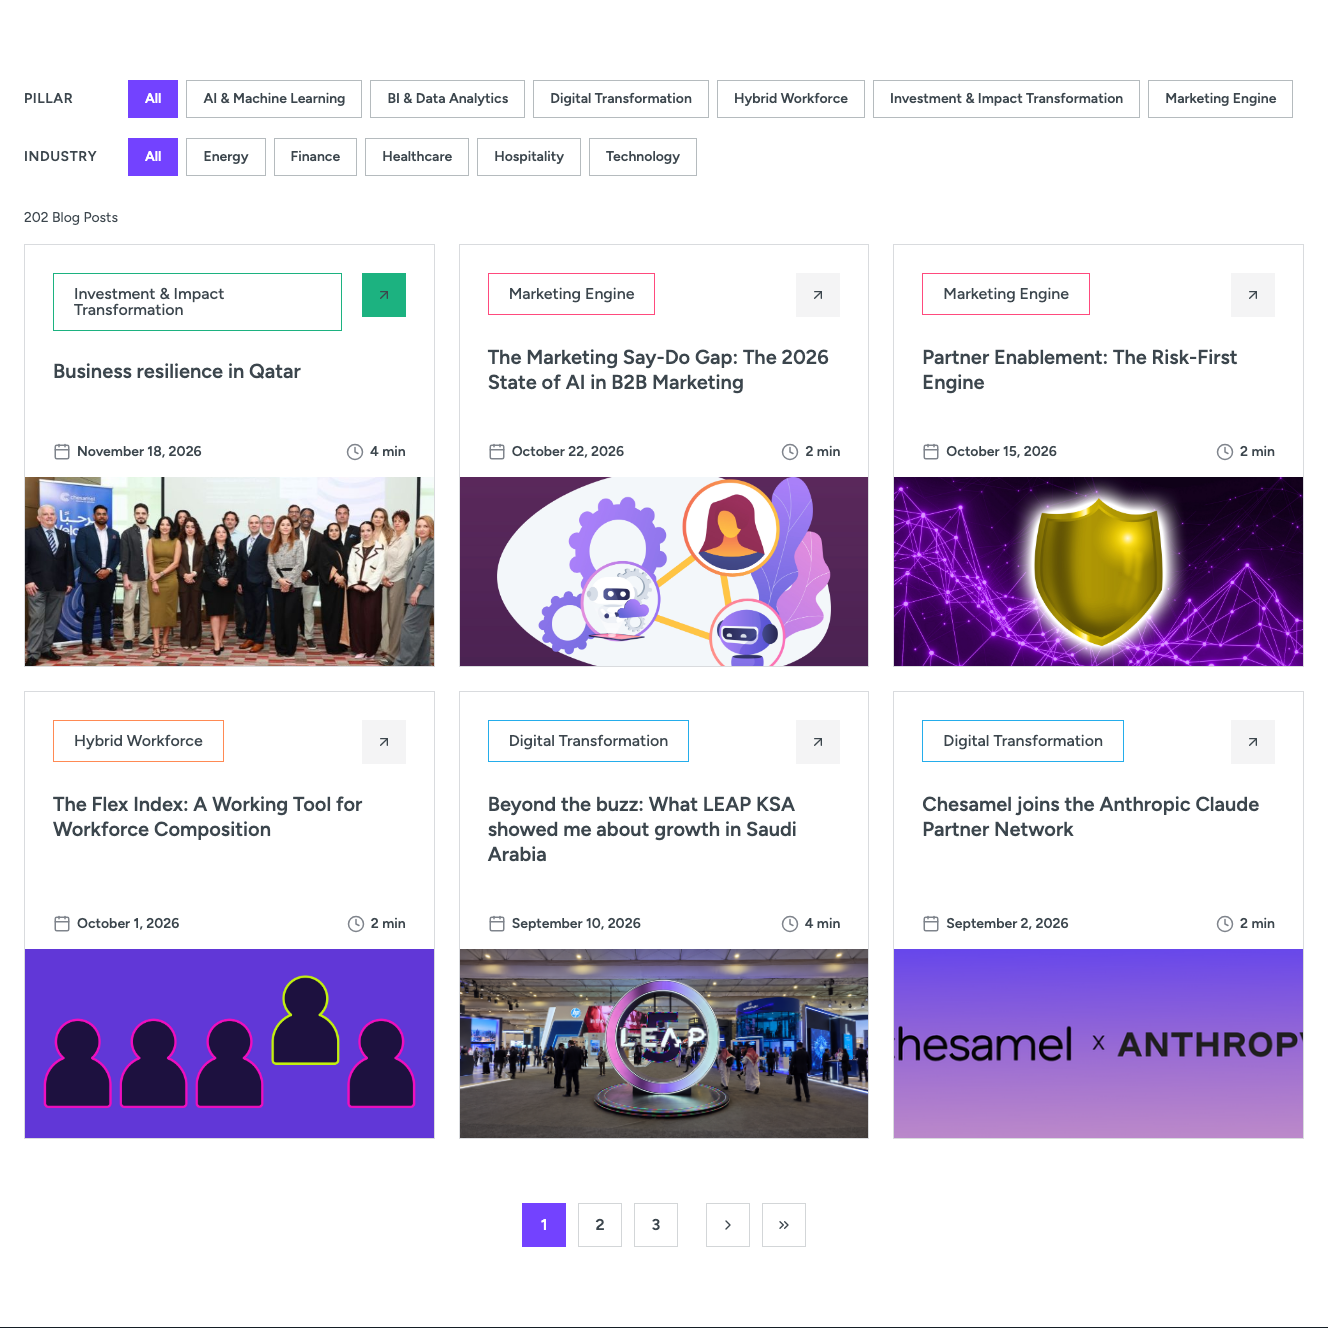 PILLAR
All
AI & Machine Learning
BI & Data Analytics
Digital Transformation
Hybrid Workforce
Investment & Impact Transformation
Marketing Engine
INDUSTRY
All
Energy
Finance
Healthcare
Hospitality
Technology
202 Blog Posts
Investment & Impact
Transformation
Business resilience in Qatar
November 18, 2026
4 min
chesamel
Marketing Engine
The Marketing Say-Do Gap: The 2026
State of AI in B2B Marketing
October 22, 2026
2 min
Marketing Engine
Partner Enablement: The Risk-First
Engine
October 15, 2026
2 min
Hybrid Workforce
The Flex Index: A Working Tool for
Workforce Composition
October 1, 2026
2 min
Digital Transformation
Beyond the buzz: What LEAP KSA
showed me about growth in Saudi
Arabia
September 10, 2026
4 min
LEAP
Digital Transformation
Chesamel joins the Anthropic Claude
Partner Network
September 2, 2026
2 min
hesamel x ANTHROP
1
2
3